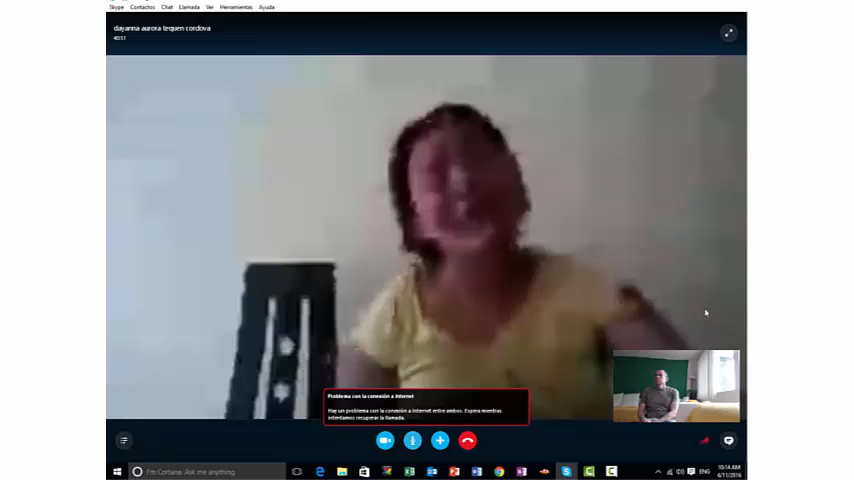 Skype Contactos Chat Llamada Ver Herramientas Ayuda
dayanna aurora tequen cordova
40:51
Problema con la conexión a Internet
Hay un problema con la conexión a Internet entre ambos. Espera mientras
intentamos recuperar la llamada.
I'm Cortana. Ask me anything.
ENG
10:14 AM
4/11/2016